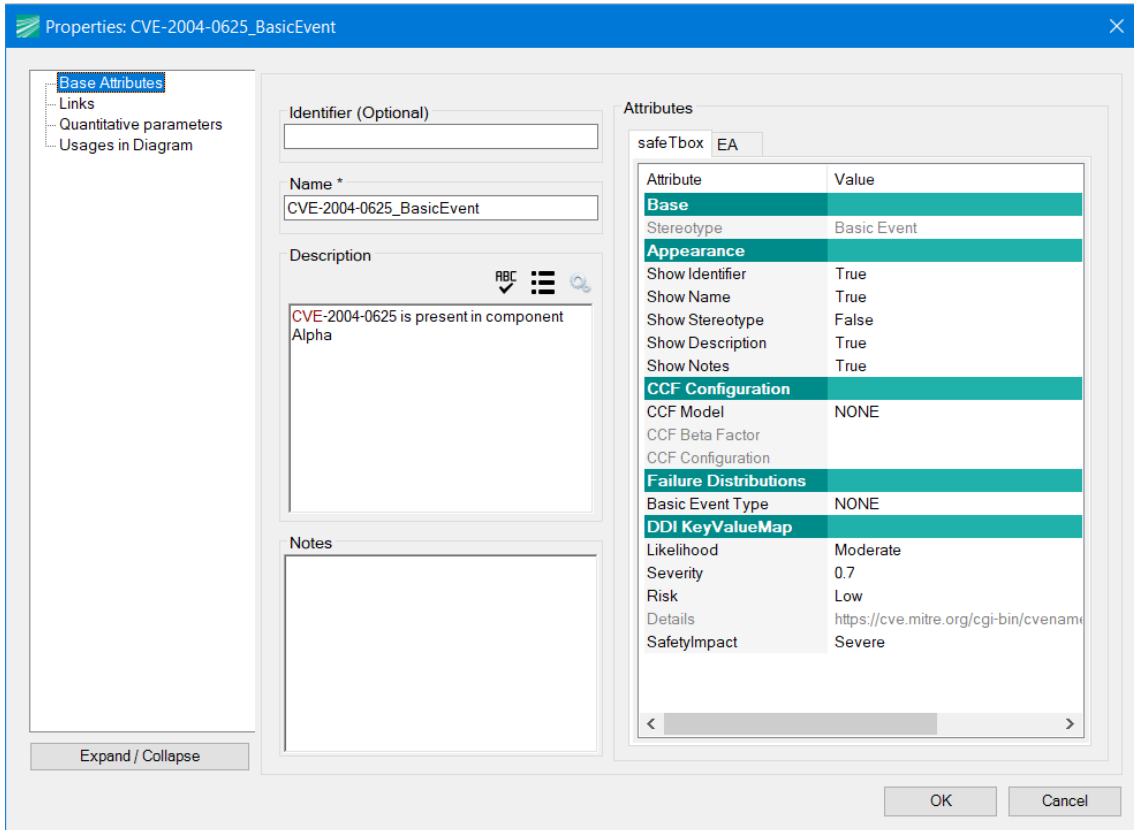 Properties: CVE-2004-0625_BasicEvent
Base Attributes
Links
Quantitative parameters
Usages in Diagram
Expand / Collapse
Identifier (Optional)
Name *
CVE-2004-0625_BasicEvent
Description
ABC
CVE-2004-0625 is present in component
Alpha
Notes
Attributes
safeTbox EA
Attribute Value
Base
Stereotype Basic Event
Appearance
Show Identifier True
Show Name True
Show Stereotype False
Show Description True
Show Notes True
CCF Configuration
CCF Model NONE
CCF Beta Factor
CCF Configuration
Failure Distributions
Basic Event Type NONE
DDI KeyValueMap
Likelihood Moderate
Severity 0.7
Risk Low
Details https://cve.mitre.org/cgi-bin/cvename
SafetyImpact Severe
OK Cancel